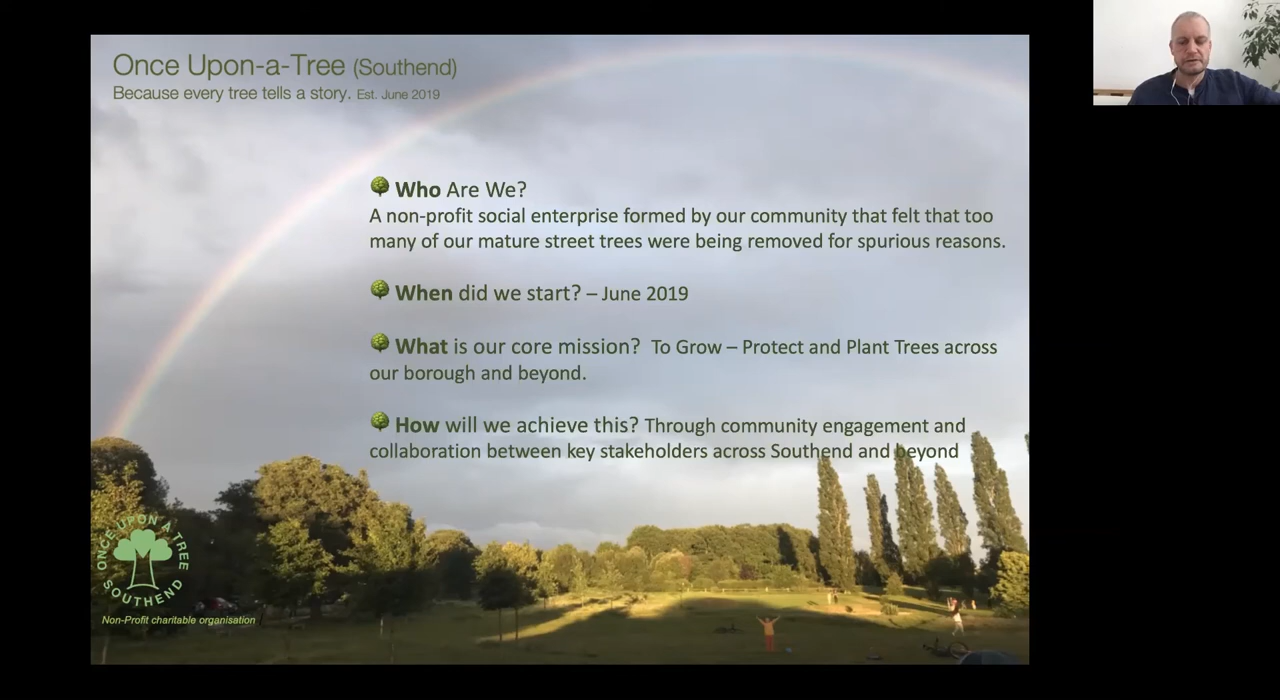 Once Upon-a-Tree (Southend)
Because every tree tells a story. Est. June 2019
Who Are We?
A non-profit social enterprise formed by our community that felt that too
many of our mature street trees were being removed for spurious reasons.
When did we start? – June 2019
What is our core mission? To Grow – Protect and Plant Trees across
our borough and beyond.
How will we achieve this? Through community engagement and
collaboration between key stakeholders across Southend and beyond
ONCE UPON A TREE
SOUTHEND
Non-Profit charitable organisation